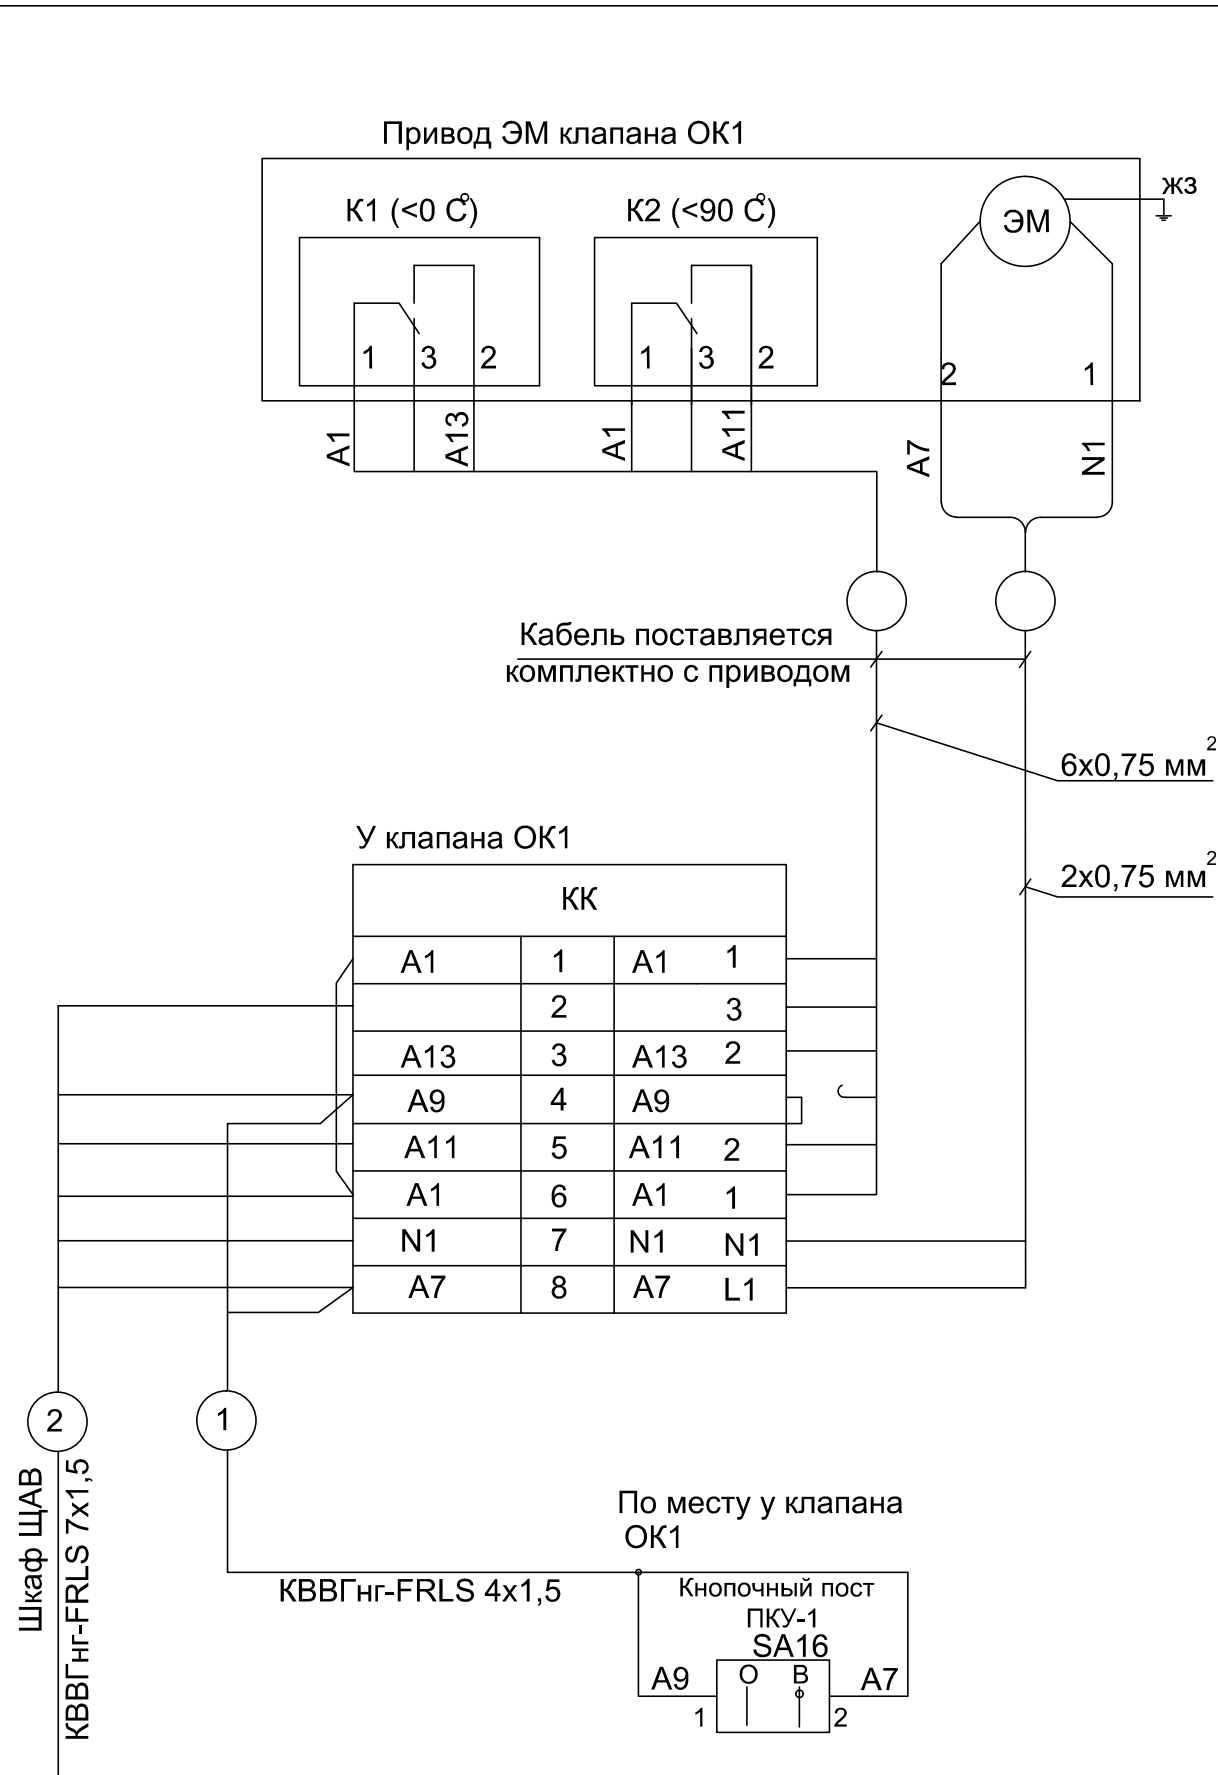 Привод ЭМ клапана ОК1
К1 (<0 C°)
К2 (<90 C°)
ЭМ
жз
1 3 2
1 3 2
2 1
А1
А13
А1
А11
А7
N1
Кабель поставляется
комплектно с приводом
6х0,75 мм²
2х0,75 мм²
У клапана ОК1
КК
А1 1 А1 1
2 3
А13 3 А13 2
А9 4 А9
А11 5 А11 2
А1 6 А1 1
N1 7 N1 N1
А7 8 А7 L1
2
1
Шкаф ЩАВ
КВВГнг-FRLS 7х1,5
По месту у клапана
ОК1
КВВГнг-FRLS 4х1,5
Кнопочный пост
ПКУ-1
SA16
А9 О В А7
1 2